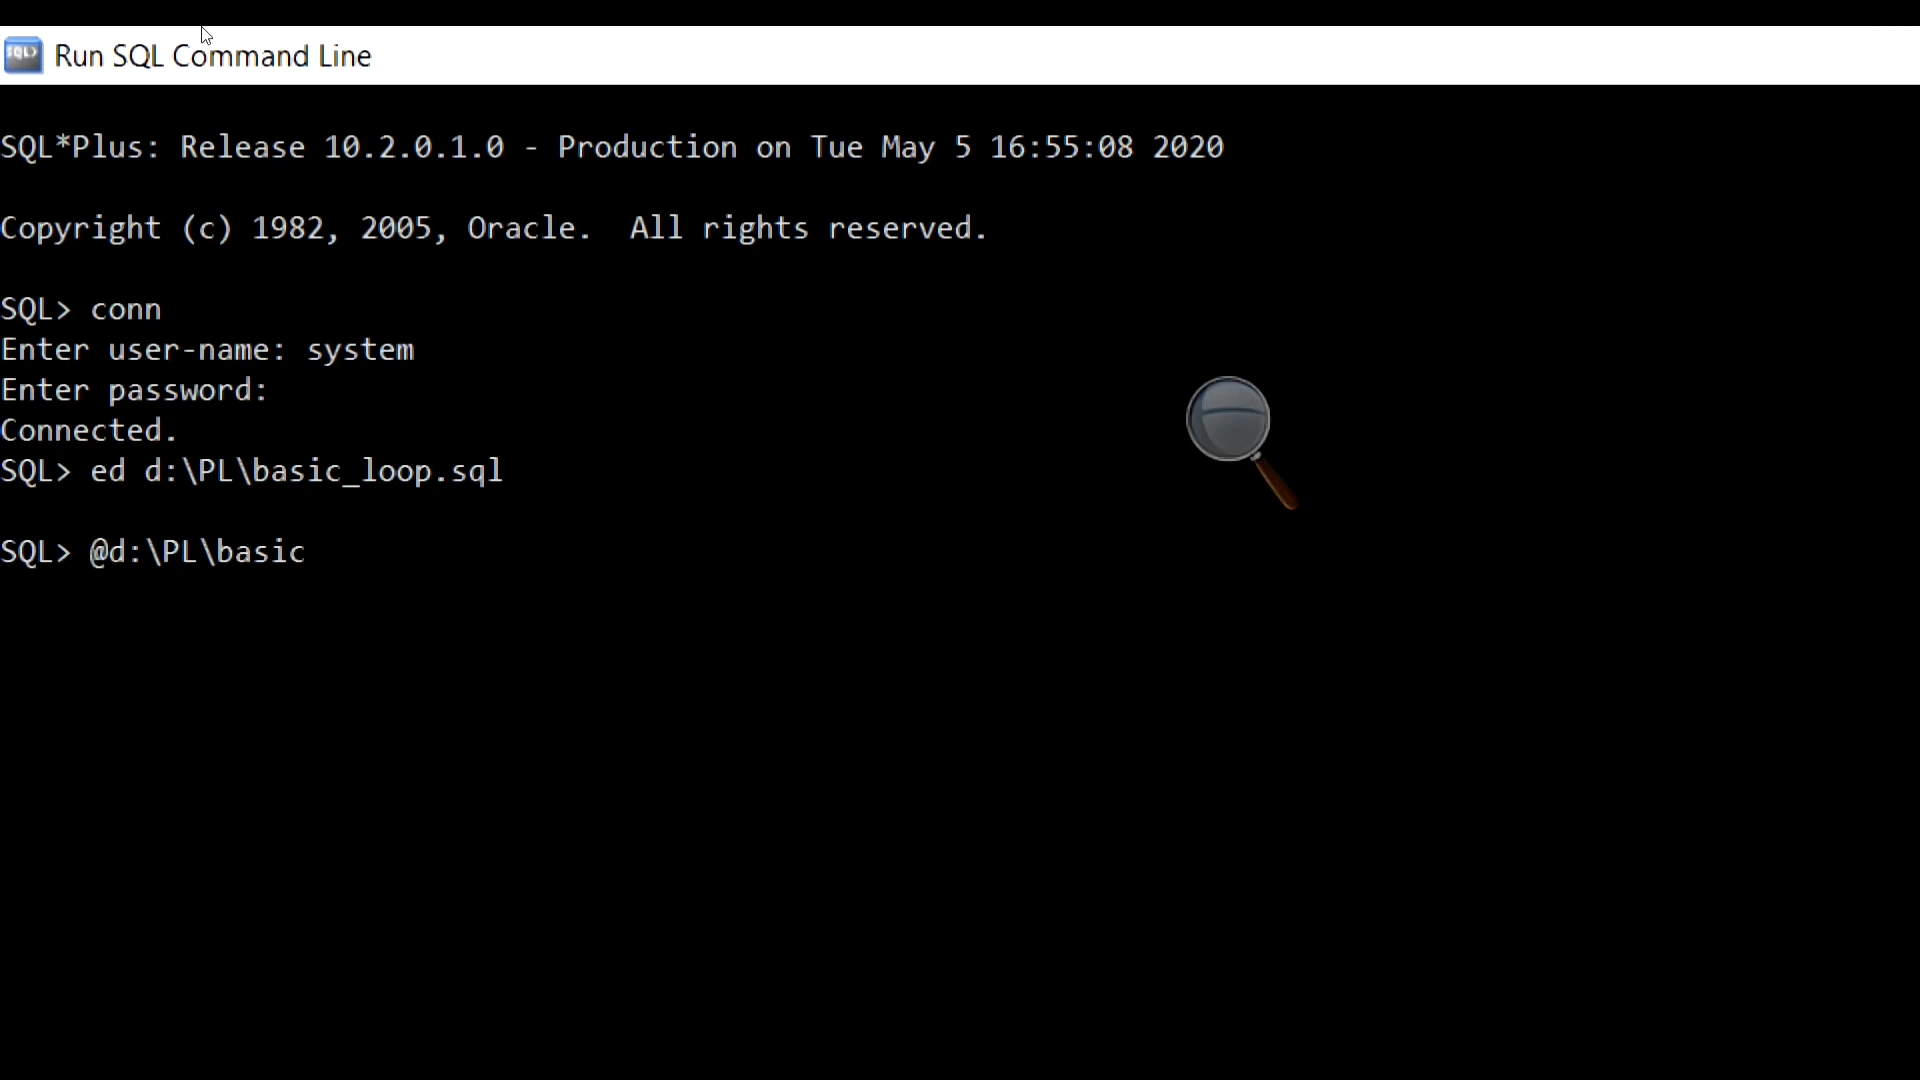 SQL>
Run SQL Command Line
SQL*Plus: Release 10.2.0.1.0 - Production on Tue May 5 16:55:08 2020
Copyright (c) 1982, 2005, Oracle.  All rights reserved.
SQL> conn
Enter user-name: system
Enter password:
Connected.
SQL> ed d:\PL\basic_loop.sql
SQL> @d:\PL\basic